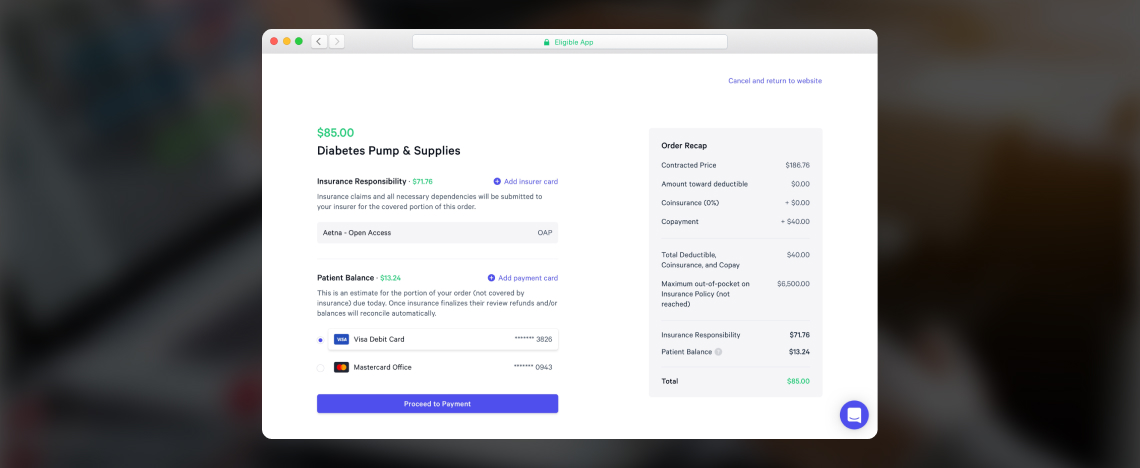 Eligible App
Cancel and return to website
$85.00
Diabetes Pump & Supplies
Insurance Responsibility · $71.76
Add insurer card
Insurance claims and all necessary dependencies will be submitted to
your insurer for the covered portion of this order.
Aetna - Open Access OAP
Patient Balance · $13.24
Add payment card
This is an estimate for the portion of your order (not covered by
insurance) due today. Once insurance finalizes their review refunds and/or
balances will reconcile automatically.
VISA Visa Debit Card ******* 3826
Mastercard Office ******* 0943
Proceed to Payment
Order Recap
Contracted Price $186.76
Amount toward deductible $0.00
Coinsurance (0%) + $0.00
Copayment + $40.00
Total Deductible, $40.00
Coinsurance, and Copay
Maximum out-of-pocket on $6,500.00
Insurance Policy (not
reached)
Insurance Responsibility $71.76
Patient Balance ? $13.24
Total $85.00